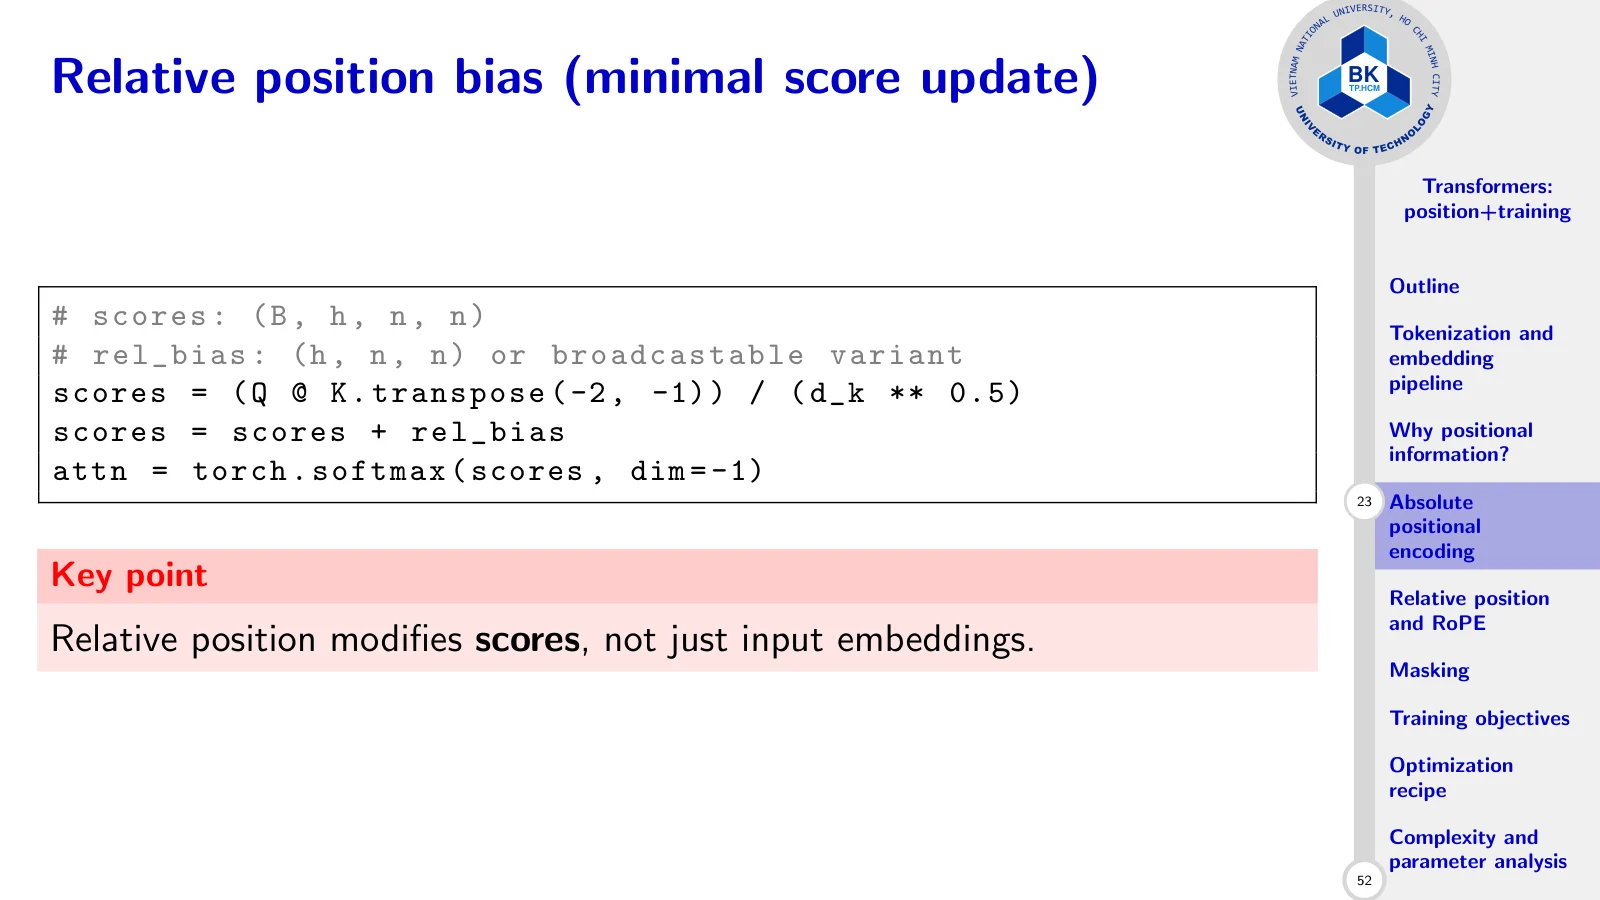 Relative position bias (minimal score update)
# scores: (B, h, n, n)
# rel_bias: (h, n, n) or broadcastable variant
scores = (Q @ K.transpose(-2, -1)) / (d_k ** 0.5)
scores = scores + rel_bias
attn = torch.softmax(scores, dim=-1)
Key point
Relative position modifies scores, not just input embeddings.
VIETNAM NATIONAL UNIVERSITY, HO CHI MINH CITY
BK
TP.HCM
UNIVERSITY OF TECHNOLOGY
Transformers:
position+training
Outline
Tokenization and
embedding
pipeline
Why positional
information?
23
Absolute
positional
encoding
Relative position
and RoPE
Masking
Training objectives
Optimization
recipe
Complexity and
parameter analysis
52